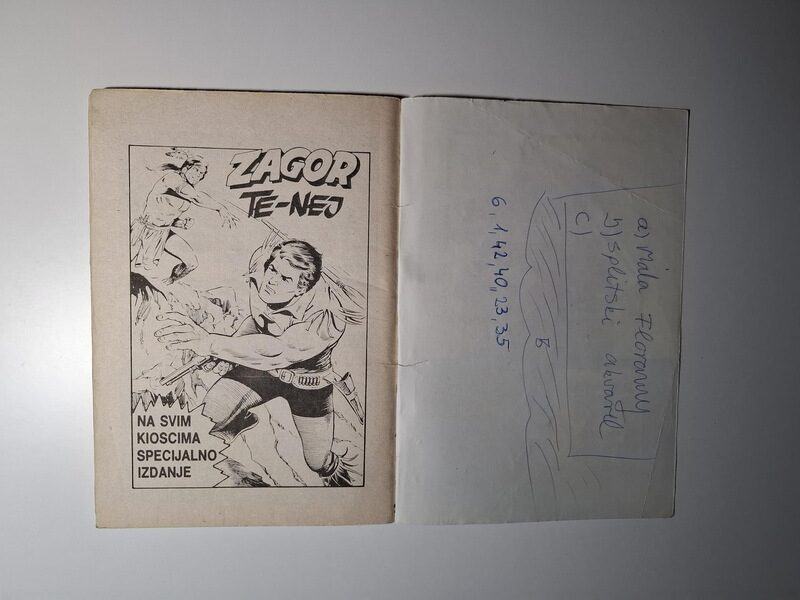 ZAGOR
TE-NEJ
NA SVIM
KIOSCIMA
SPECIJALNO
IZDANJE
a) Mala Floramy
b) splitski akvarel
c)
6, 1, 42, 40, 23, 35